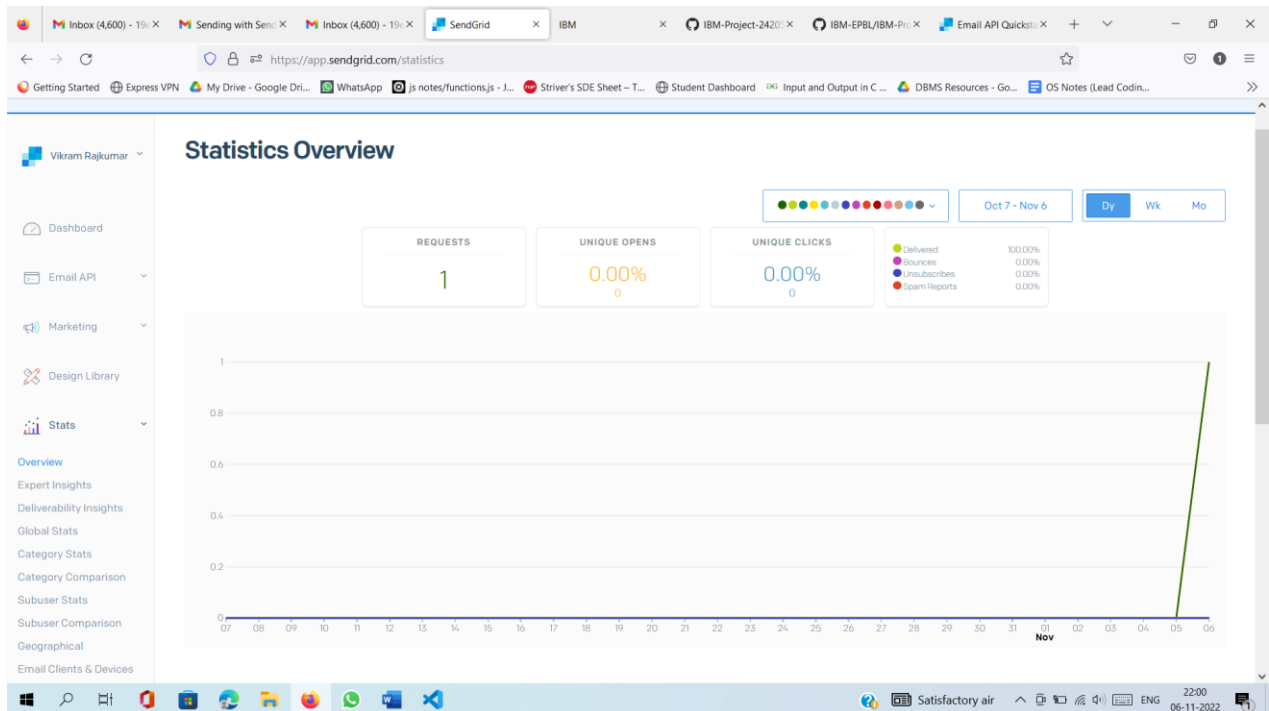 Inbox (4,600) - 19e
Sending with Send
Inbox (4,600) - 19e
SendGrid
IBM
IBM-Project-2420
IBM-EPBL/IBM-Pro
Email API Quicksta
https://app.sendgrid.com/statistics
1
Getting Started
Express VPN
My Drive - Google Dri...
WhatsApp
js notes/functions.js - J...
Striver's SDE Sheet – T...
Student Dashboard
Input and Output in C ...
DBMS Resources - Go...
OS Notes (Lead Codin...
Vikram Rajkumar
Statistics Overview
Oct 7 - Nov 6
Dy Wk Mo
Dashboard
Email API
Marketing
Design Library
Stats
Overview
Expert Insights
Deliverability Insights
Global Stats
Category Stats
Category Comparison
Subuser Stats
Subuser Comparison
Geographical
Email Clients & Devices
REQUESTS
1
UNIQUE OPENS
0.00%
0
UNIQUE CLICKS
0.00%
0
Delivered 100.00%
Bounces 0.00%
Unsubscribes 0.00%
Spam Reports 0.00%
1
0.8
0.6
0.4
0.2
0
07 08 09 10 11 12 13 14 15 16 17 18 19 20 21 22 23 24 25 26 27 28 29 30 31 01 02 03 04 05 06
Nov
Satisfactory air
ENG
22:00
06-11-2022
1